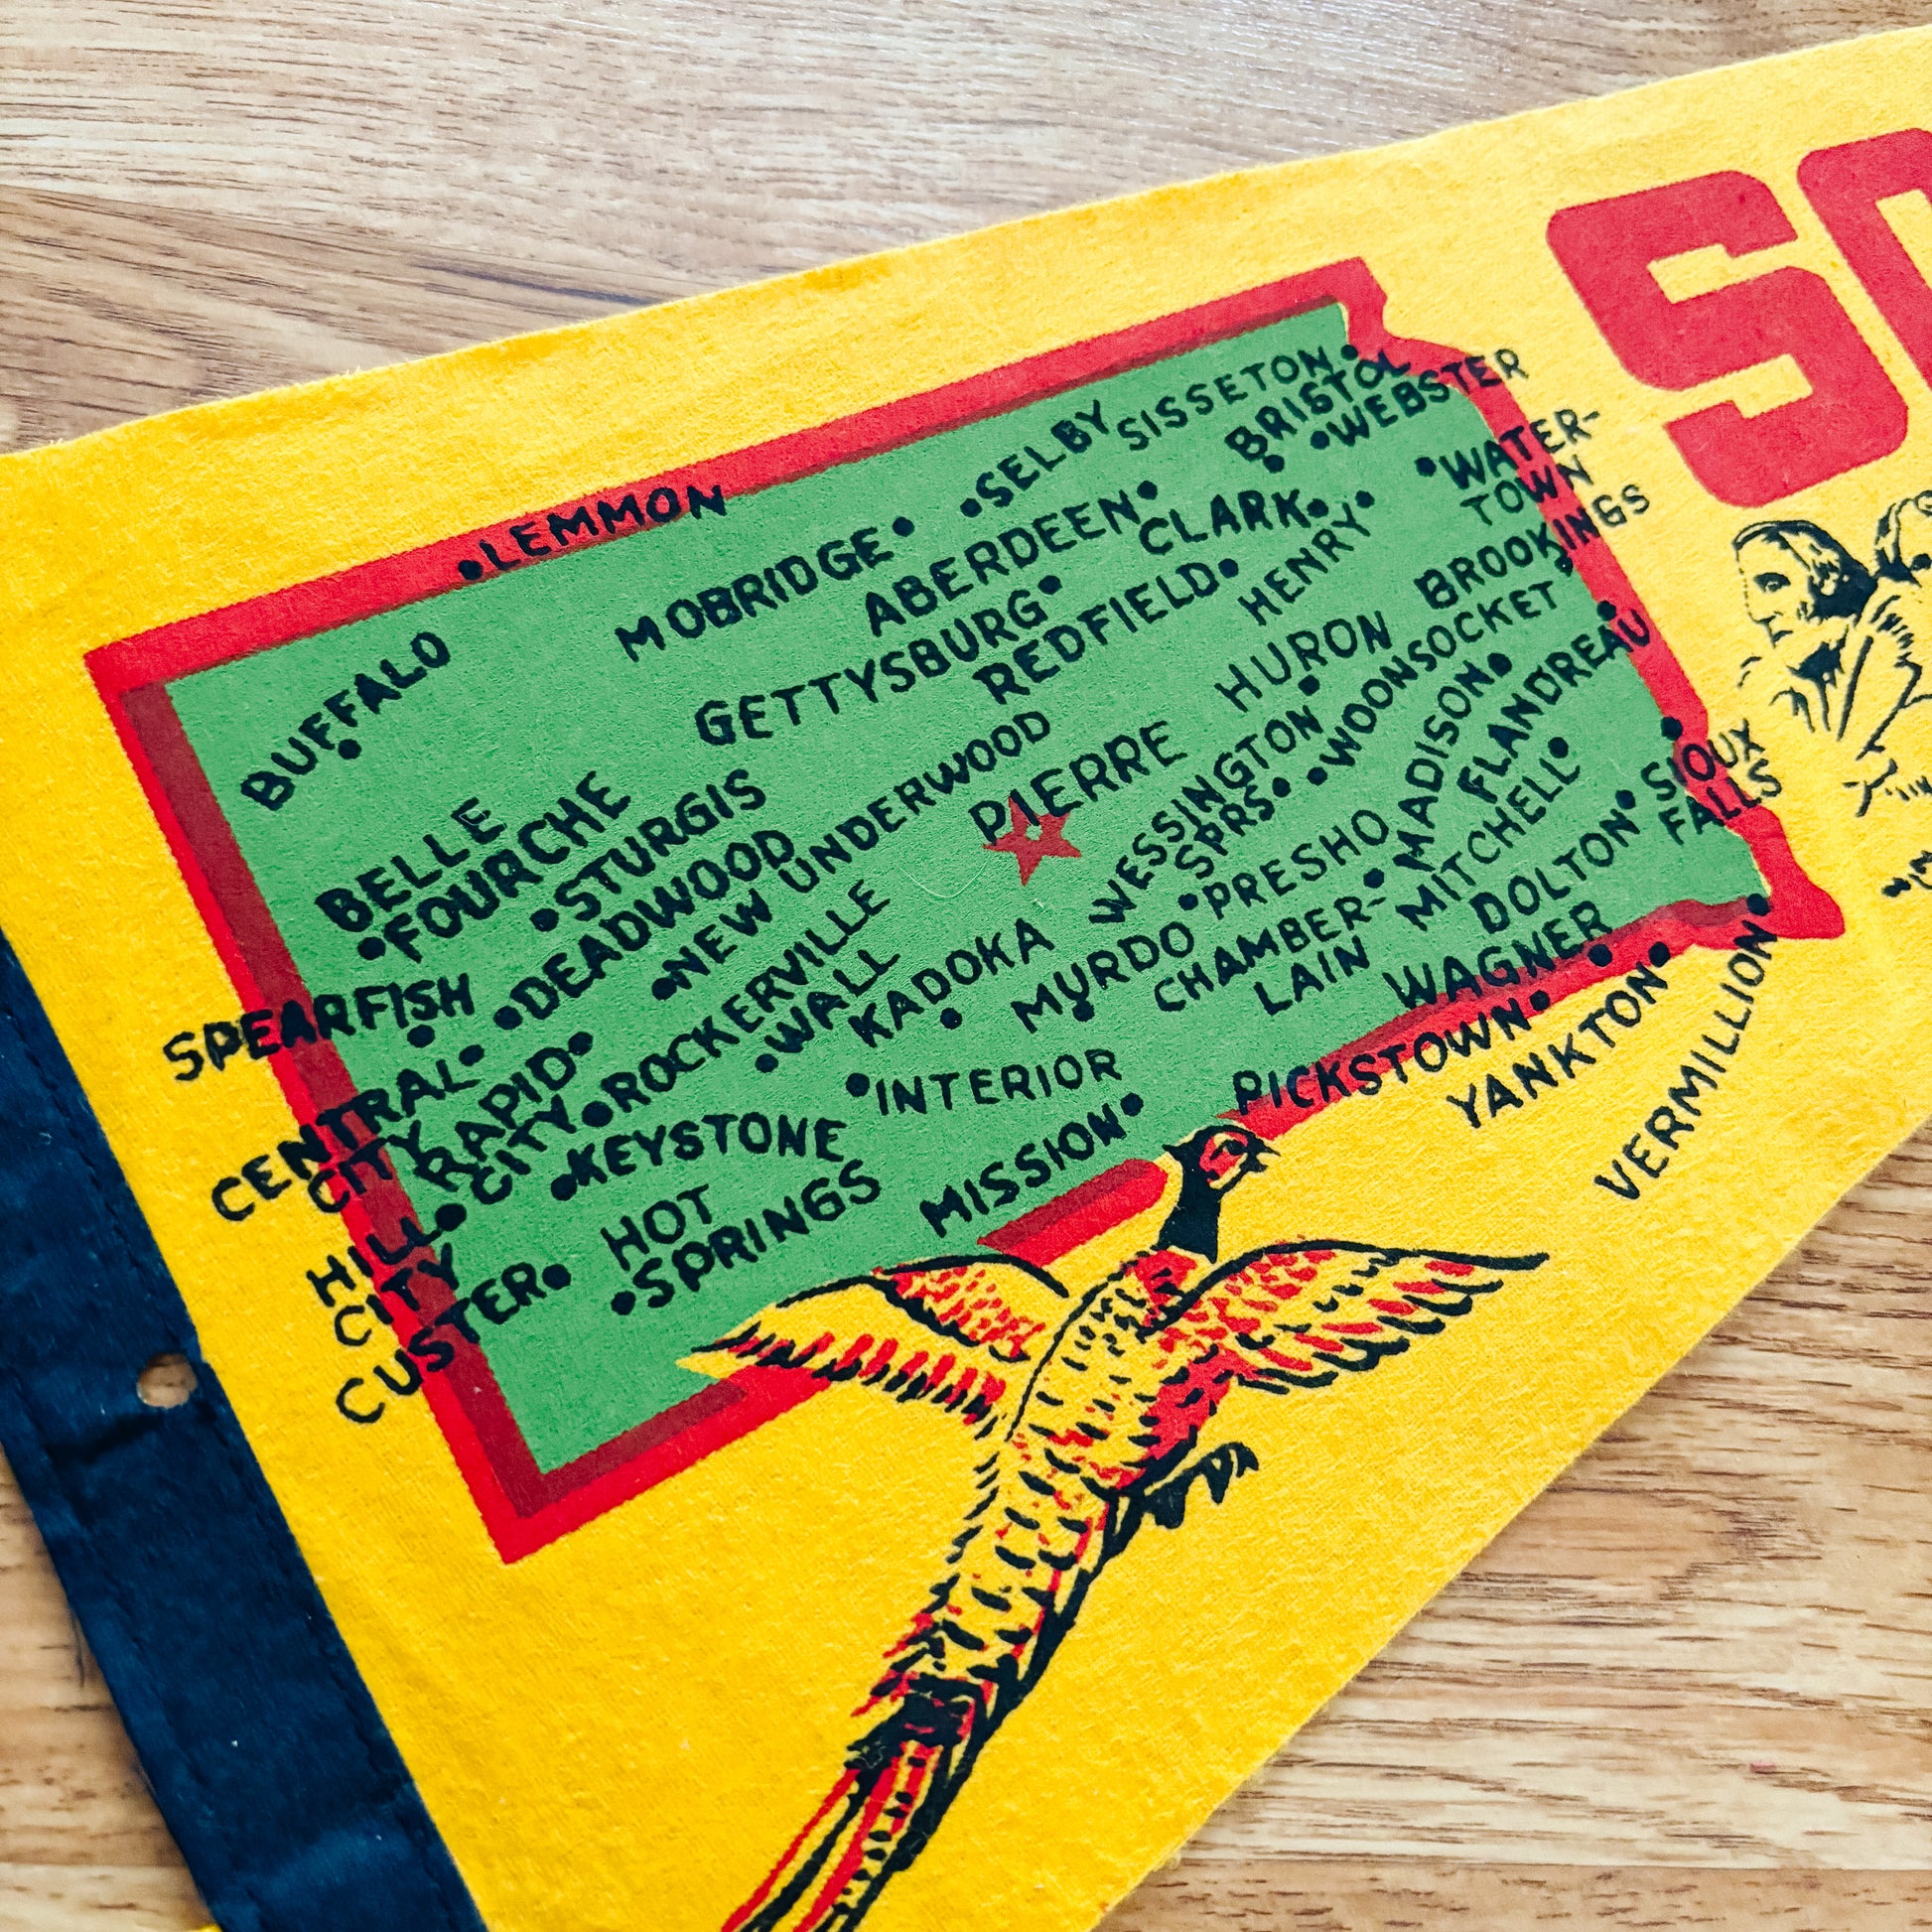 SO
LEMMON
MOBRIDGE
SELBY
SISSETON
BRISTOL
WEBSTER
WATER-
TOWN
BUFFALO
ABERDEEN
CLARK
HENRY
BROOKINGS
GETTYSBURG
REDFIELD
HURON
WOONSOCKET
BELLE
FOURCHE
STURGIS
NEW UNDERWOOD
PIERRE
WESSINGTON
SPRS
MADISON
FLANDREAU
SIOUX
FALLS
SPEARFISH
DEADWOOD
ROCKERVILLE
WALL
KADOKA
MURDO
PRESHO
CHAMBER-
LAIN
MITCHELL
DOLTON
CENTRAL
CITY
RAPID
CITY
INTERIOR
WAGNER
PICKSTOWN
YANKTON
VERMILLION
HILL
CITY
KEYSTONE
MISSION
CUSTER
HOT
SPRINGS